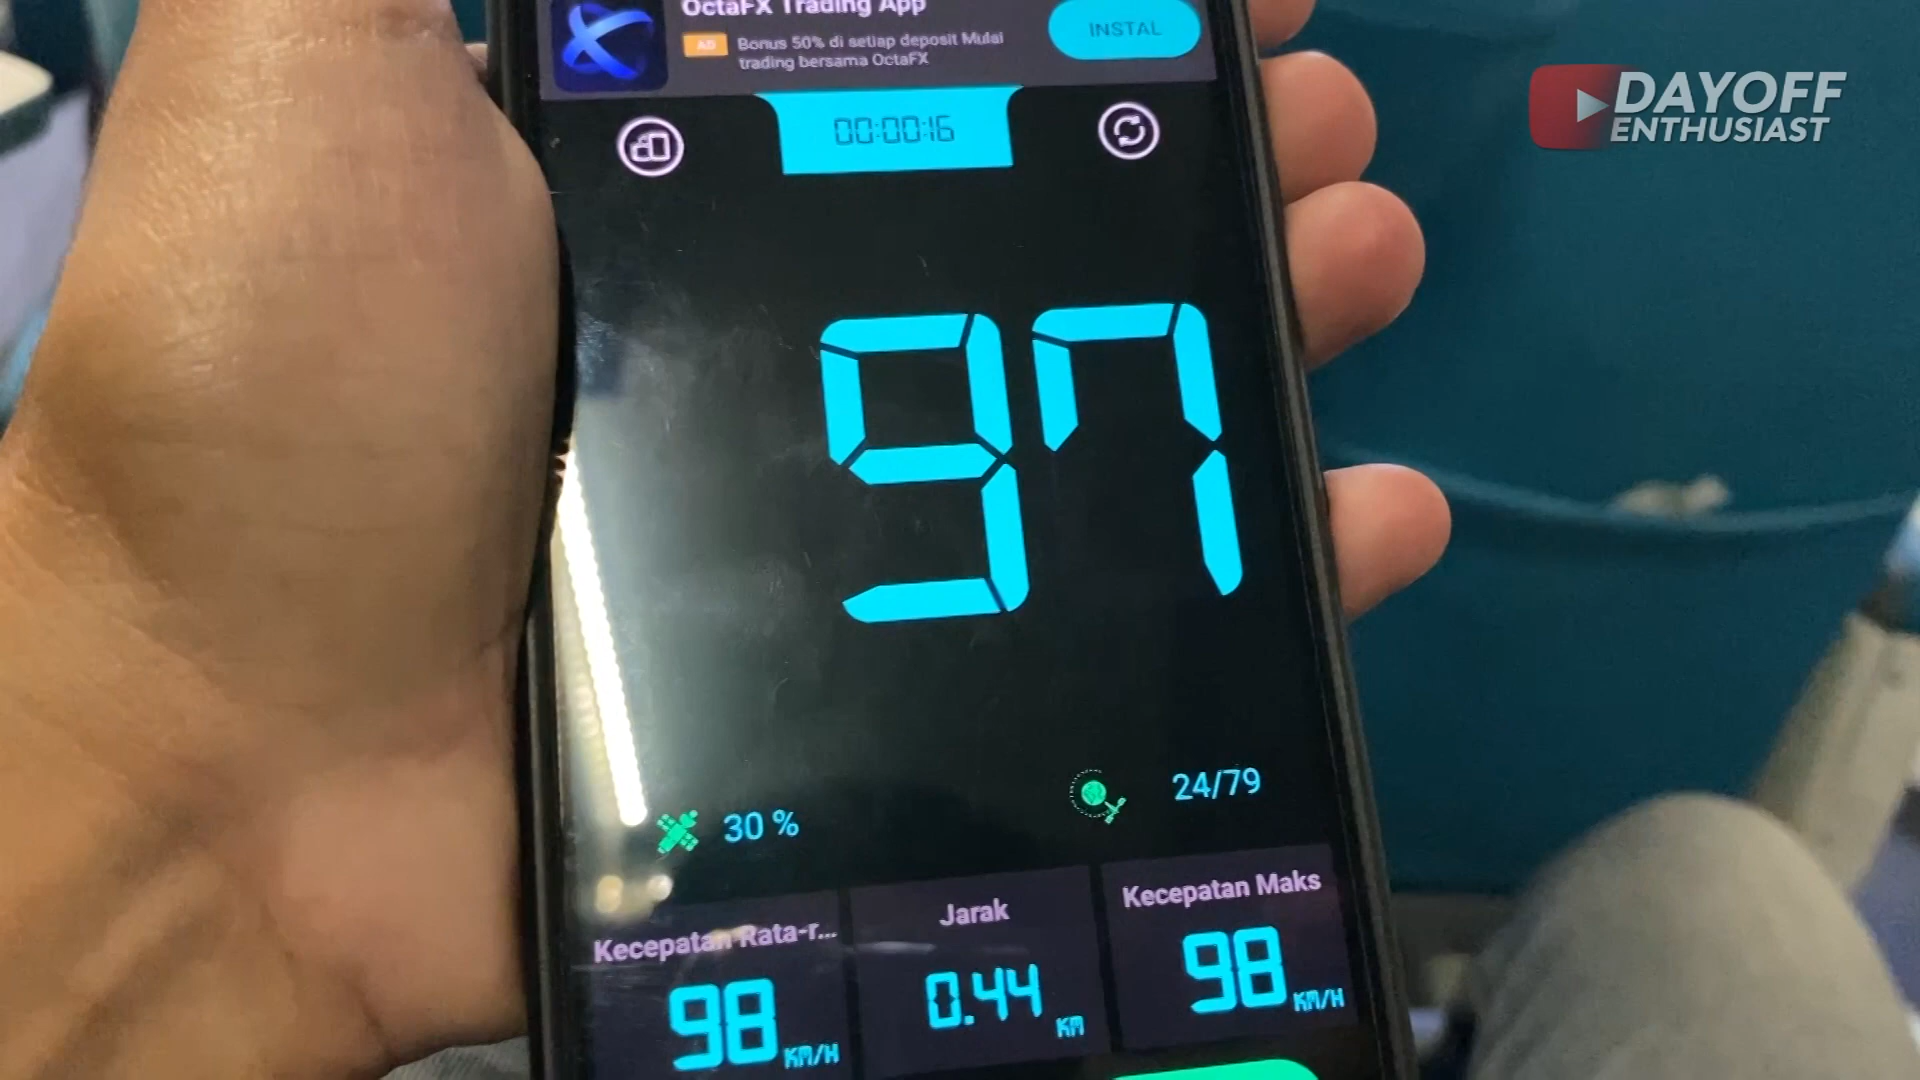 OctaFX Trading App
AD
Bonus 50% di setiap deposit Mulai
trading bersama OctaFX
INSTAL
DAYOFF
ENTHUSIAST
00:00:16
97
30 %
24/79
Kecepatan Rata-r...
98 KM/H
Jarak
0.44 KM
Kecepatan Maks
98 KM/H